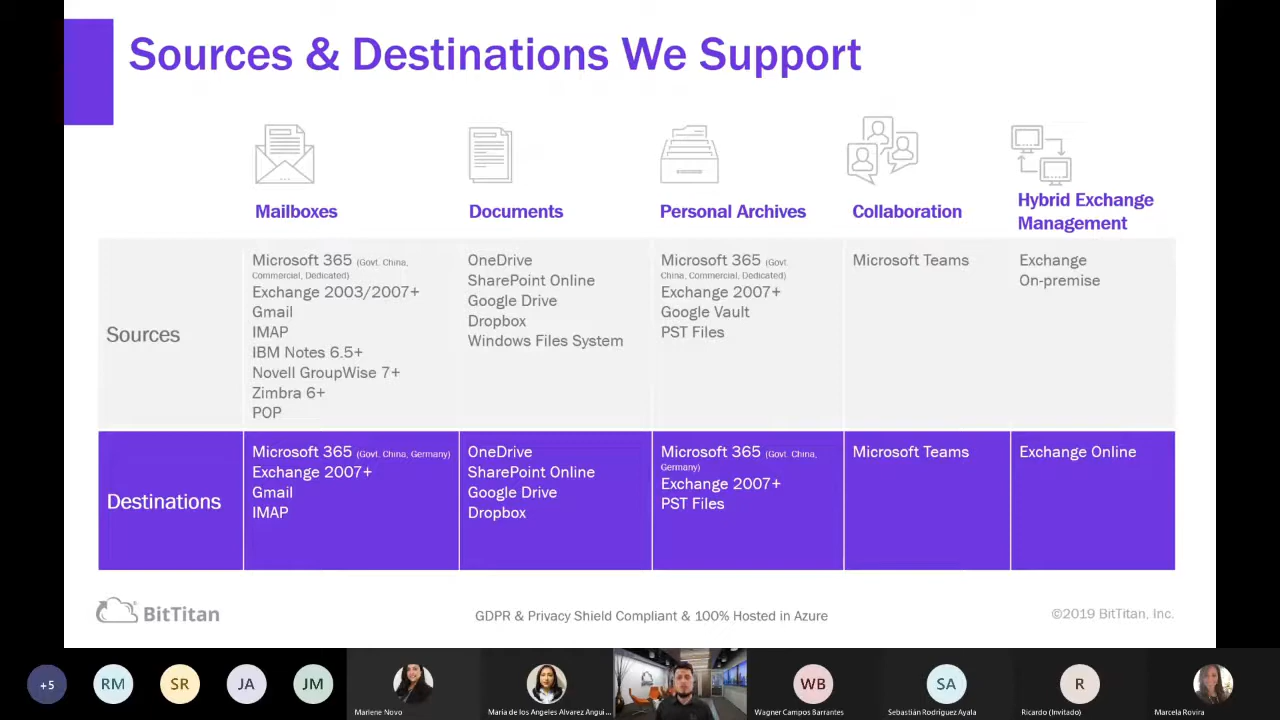 Sources & Destinations We Support
Mailboxes
Documents
Personal Archives
Collaboration
Hybrid Exchange
Management
Sources
Microsoft 365 (Govt. China,
Commercial, Dedicated)
Exchange 2003/2007+
Gmail
IMAP
IBM Notes 6.5+
Novell GroupWise 7+
Zimbra 6+
POP
OneDrive
SharePoint Online
Google Drive
Dropbox
Windows Files System
Microsoft 365 (Govt.
China, Commercial, Dedicated)
Exchange 2007+
Google Vault
PST Files
Microsoft Teams
Exchange
On-premise
Destinations
Microsoft 365 (Govt. China, Germany)
Exchange 2007+
Gmail
IMAP
OneDrive
SharePoint Online
Google Drive
Dropbox
Microsoft 365 (Govt. China,
Germany)
Exchange 2007+
PST Files
Microsoft Teams
Exchange Online
BitTitan
GDPR & Privacy Shield Compliant & 100% Hosted in Azure
©2019 BitTitan, Inc.
+5
RM
SR
JA
JM
Marlene Novo
María de los Angeles Alvarez Angui...
WB
Wagner Campos Barrantes
SA
Sebastián Rodríguez Ayala
R
Ricardo (Invitado)
Marcela Rovira